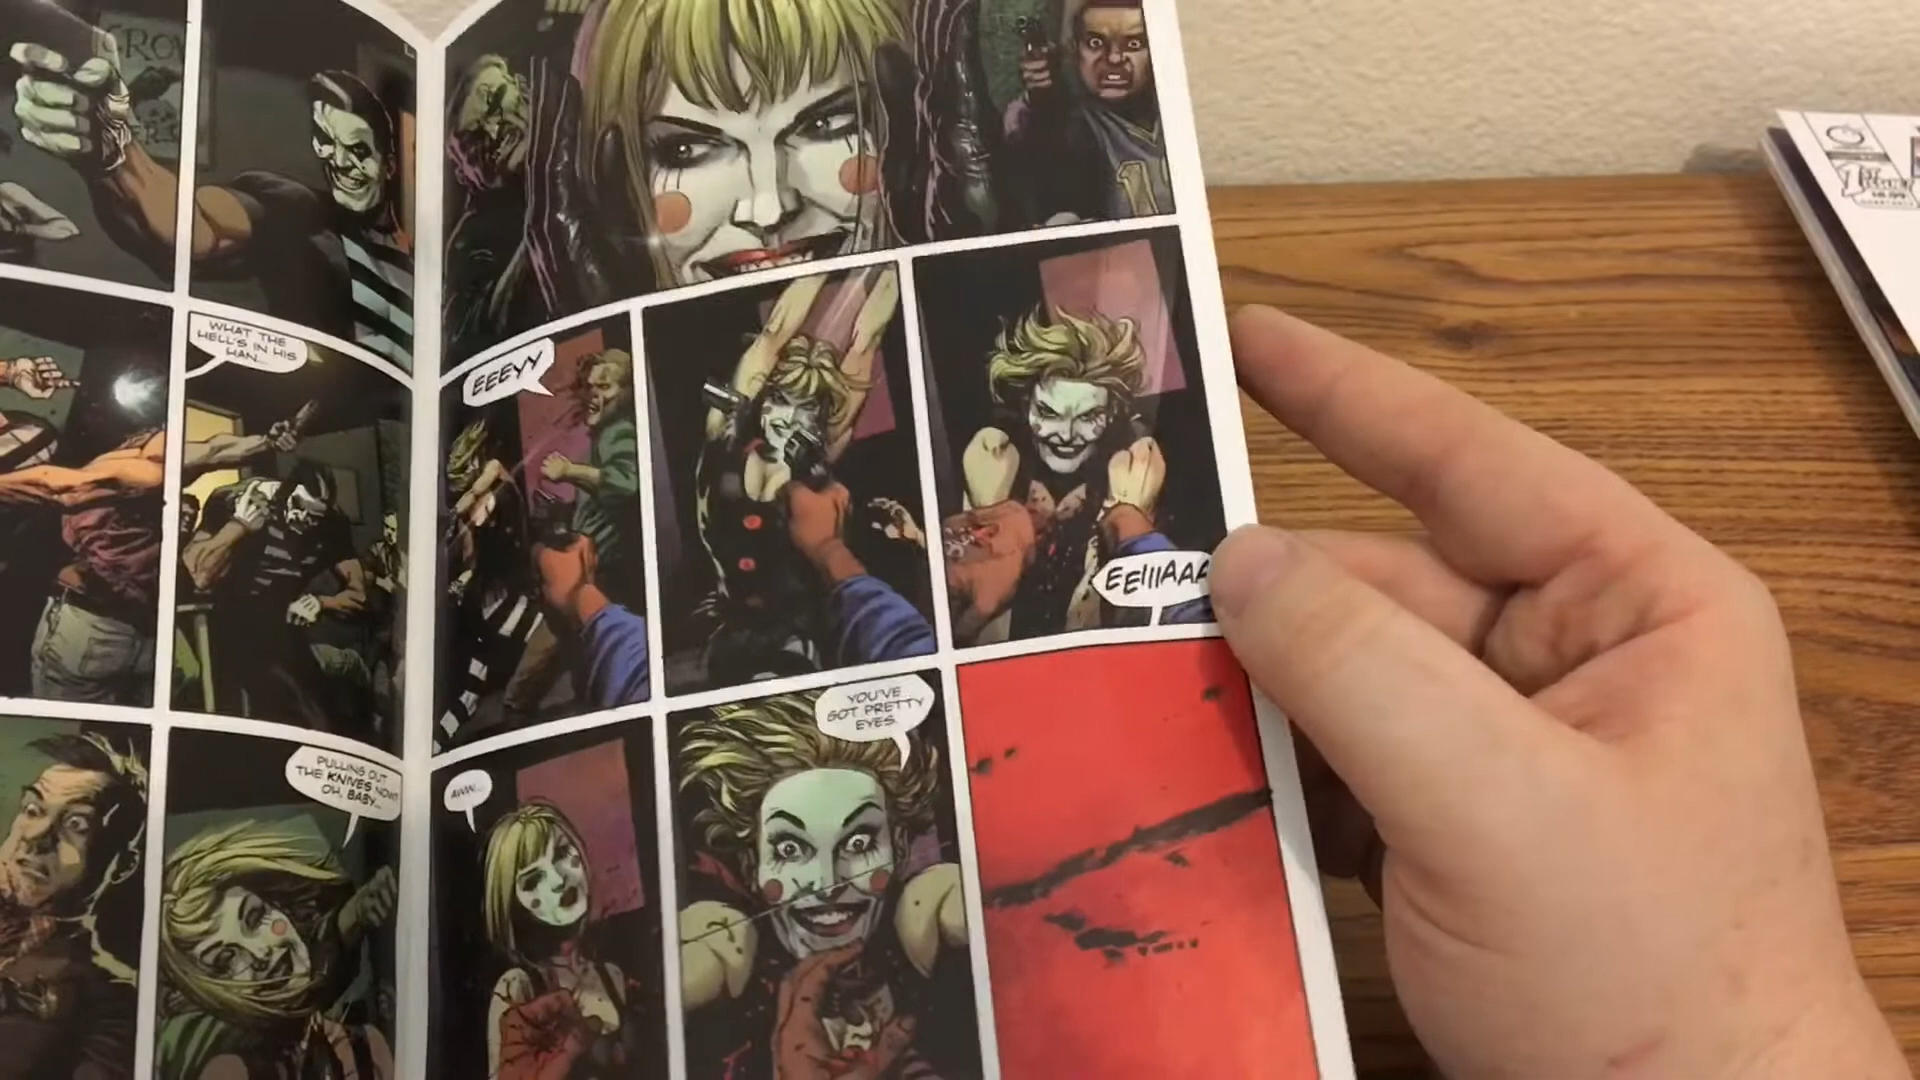 WHAT THE
HELL'S IN HIS
HAN...
PULLING OUT
THE KNIVES NOW?
OH, BABY...
EEEYY
EEIIIAAA
AWW...
YOU'VE
GOT PRETTY
EYES.
1